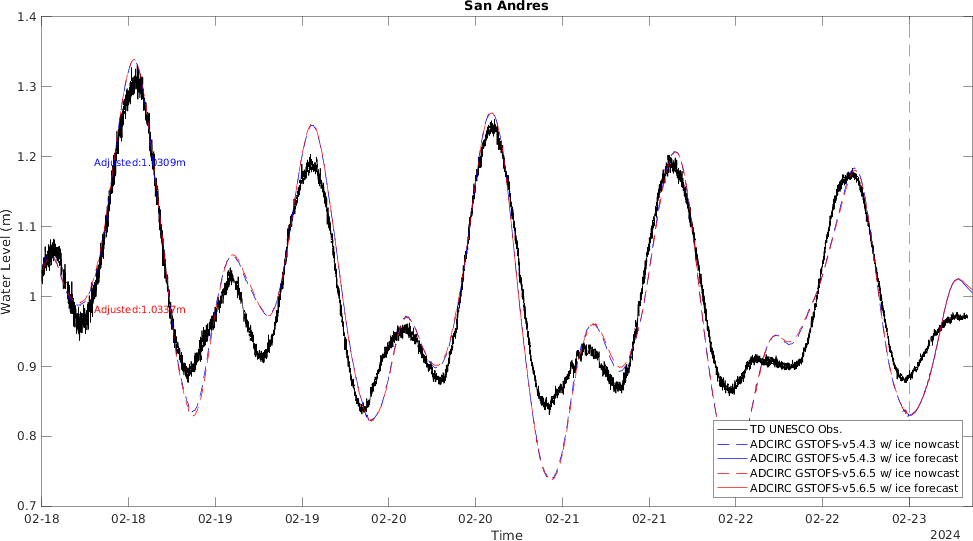 San Andres
1.4
1.3
1.2
1.1
1
0.9
0.8
0.7
Water Level (m)
Adjusted:1.0309m
Adjusted:1.0337m
TD UNESCO Obs.
ADCIRC GSTOFS-v5.4.3 w/ ice nowcast
ADCIRC GSTOFS-v5.4.3 w/ ice forecast
ADCIRC GSTOFS-v5.6.5 w/ ice nowcast
ADCIRC GSTOFS-v5.6.5 w/ ice forecast
02-18 02-18 02-19 02-19 02-20 02-20 02-21 02-21 02-22 02-22 02-23
Time
2024